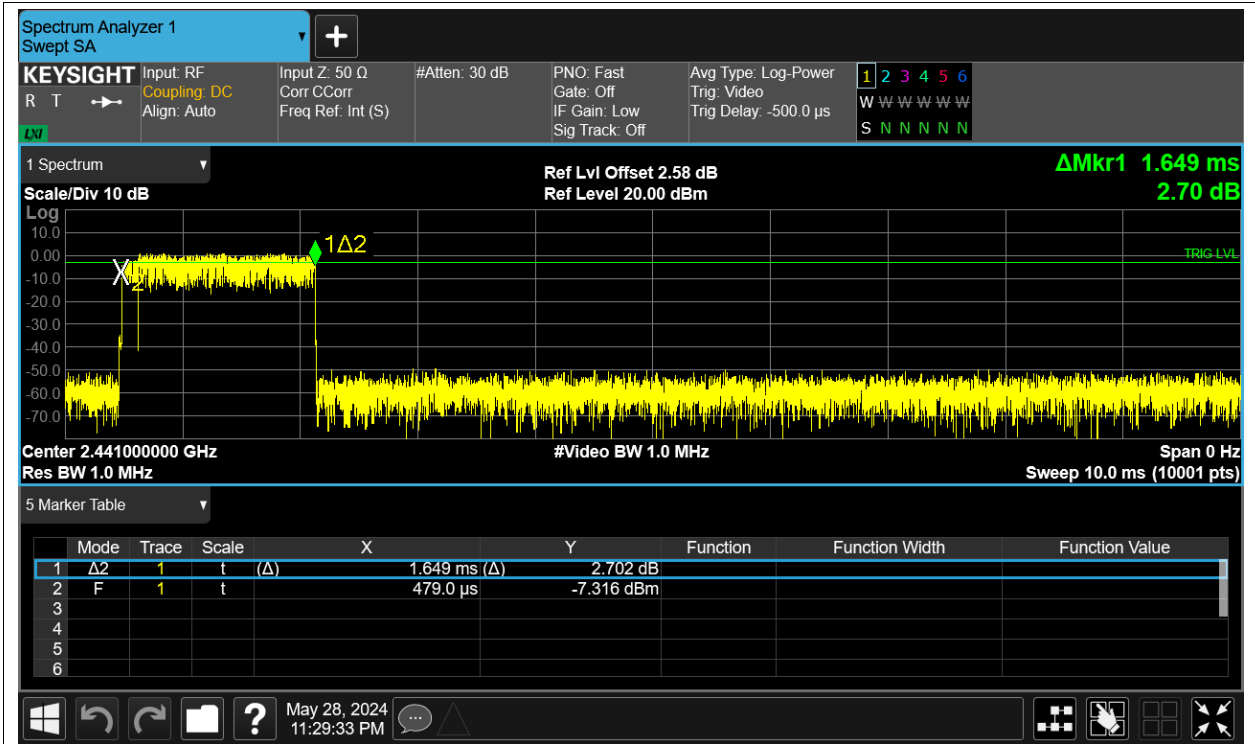 Spectrum Analyzer 1
Swept SA
KEYSIGHT Input: RF Input Z: 50 Ω #Atten: 30 dB PNO: Fast Avg Type: Log-Power 1 2 3 4 5 6
R T Coupling: DC Corr CCorr Gate: Off Trig: Video W W W W W W
Align: Auto Freq Ref: Int (S) IF Gain: Low Trig Delay: -500.0 µs
LXI Sig Track: Off S N N N N N
1 Spectrum
Scale/Div 10 dB
Ref Lvl Offset 2.58 dB
Ref Level 20.00 dBm
ΔMkr1 1.649 ms
2.70 dB
Log
10.0
0.00
-10.0
-20.0
-30.0
-40.0
-50.0
-60.0
-70.0
1Δ2
2
TRIG LVL
Center 2.441000000 GHz #Video BW 1.0 MHz Span 0 Hz
Res BW 1.0 MHz Sweep 10.0 ms (10001 pts)
5 Marker Table
Mode Trace Scale X Y Function Function Width Function Value
1 Δ2 1 t (Δ) 1.649 ms (Δ) 2.702 dB
2 F 1 t 479.0 µs -7.316 dBm
3
4
5
6
? May 28, 2024
11:29:33 PM